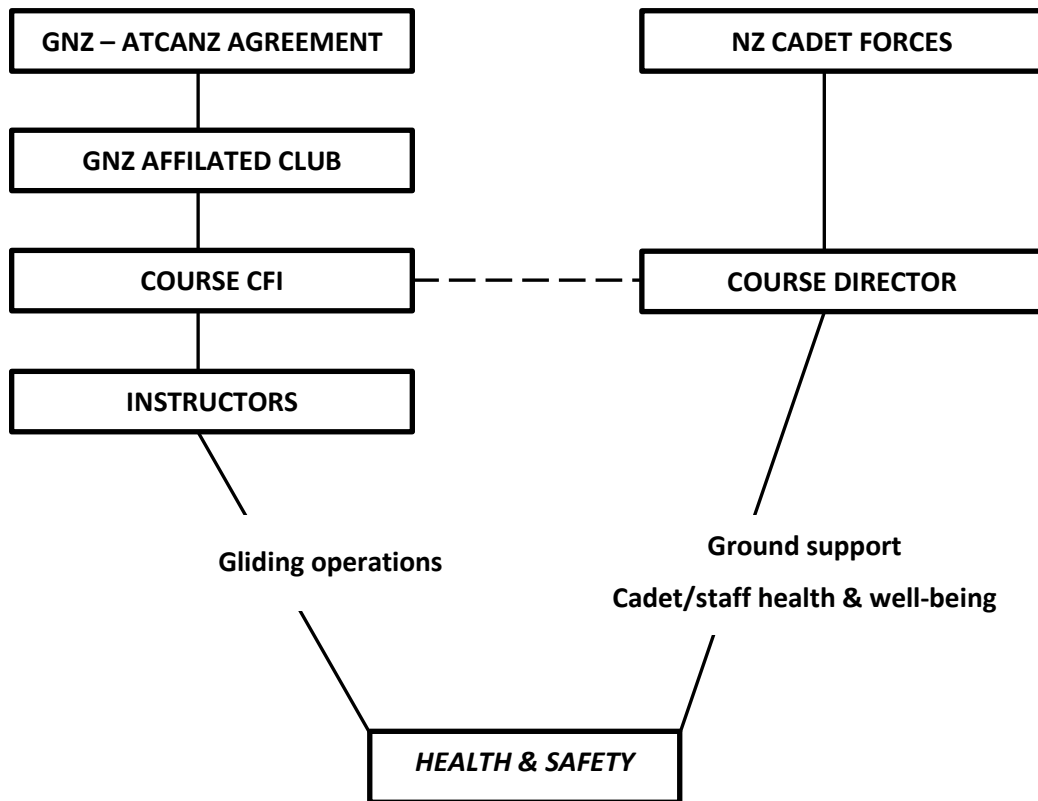 GNZ – ATCANZ AGREEMENT
NZ CADET FORCES
GNZ AFFILATED CLUB
COURSE CFI
COURSE DIRECTOR
INSTRUCTORS
Gliding operations
Ground support
Cadet/staff health & well-being
HEALTH & SAFETY